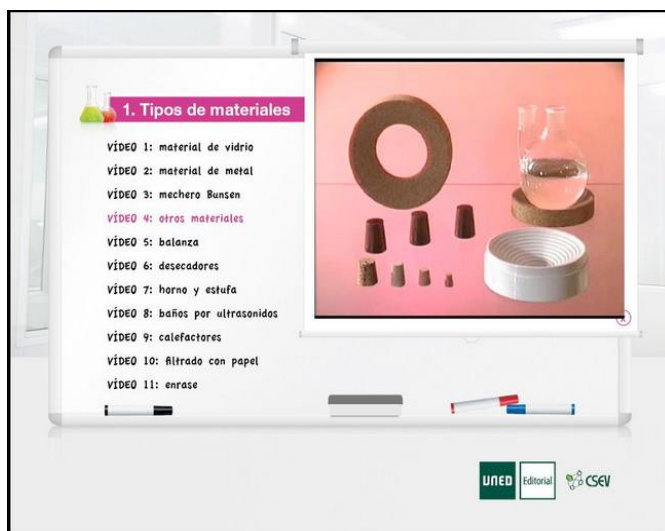 1. Tipos de materiales
VÍDEO 1: material de vidrio
VÍDEO 2: material de metal
VÍDEO 3: mechero Bunsen
VÍDEO 4: otros materiales
VÍDEO 5: balanza
VÍDEO 6: desecadores
VÍDEO 7: horno y estufa
VÍDEO 8: baños por ultrasonidos
VÍDEO 9: calefactores
VÍDEO 10: filtrado con papel
VÍDEO 11: enrase
X
UNED Editorial CSEV